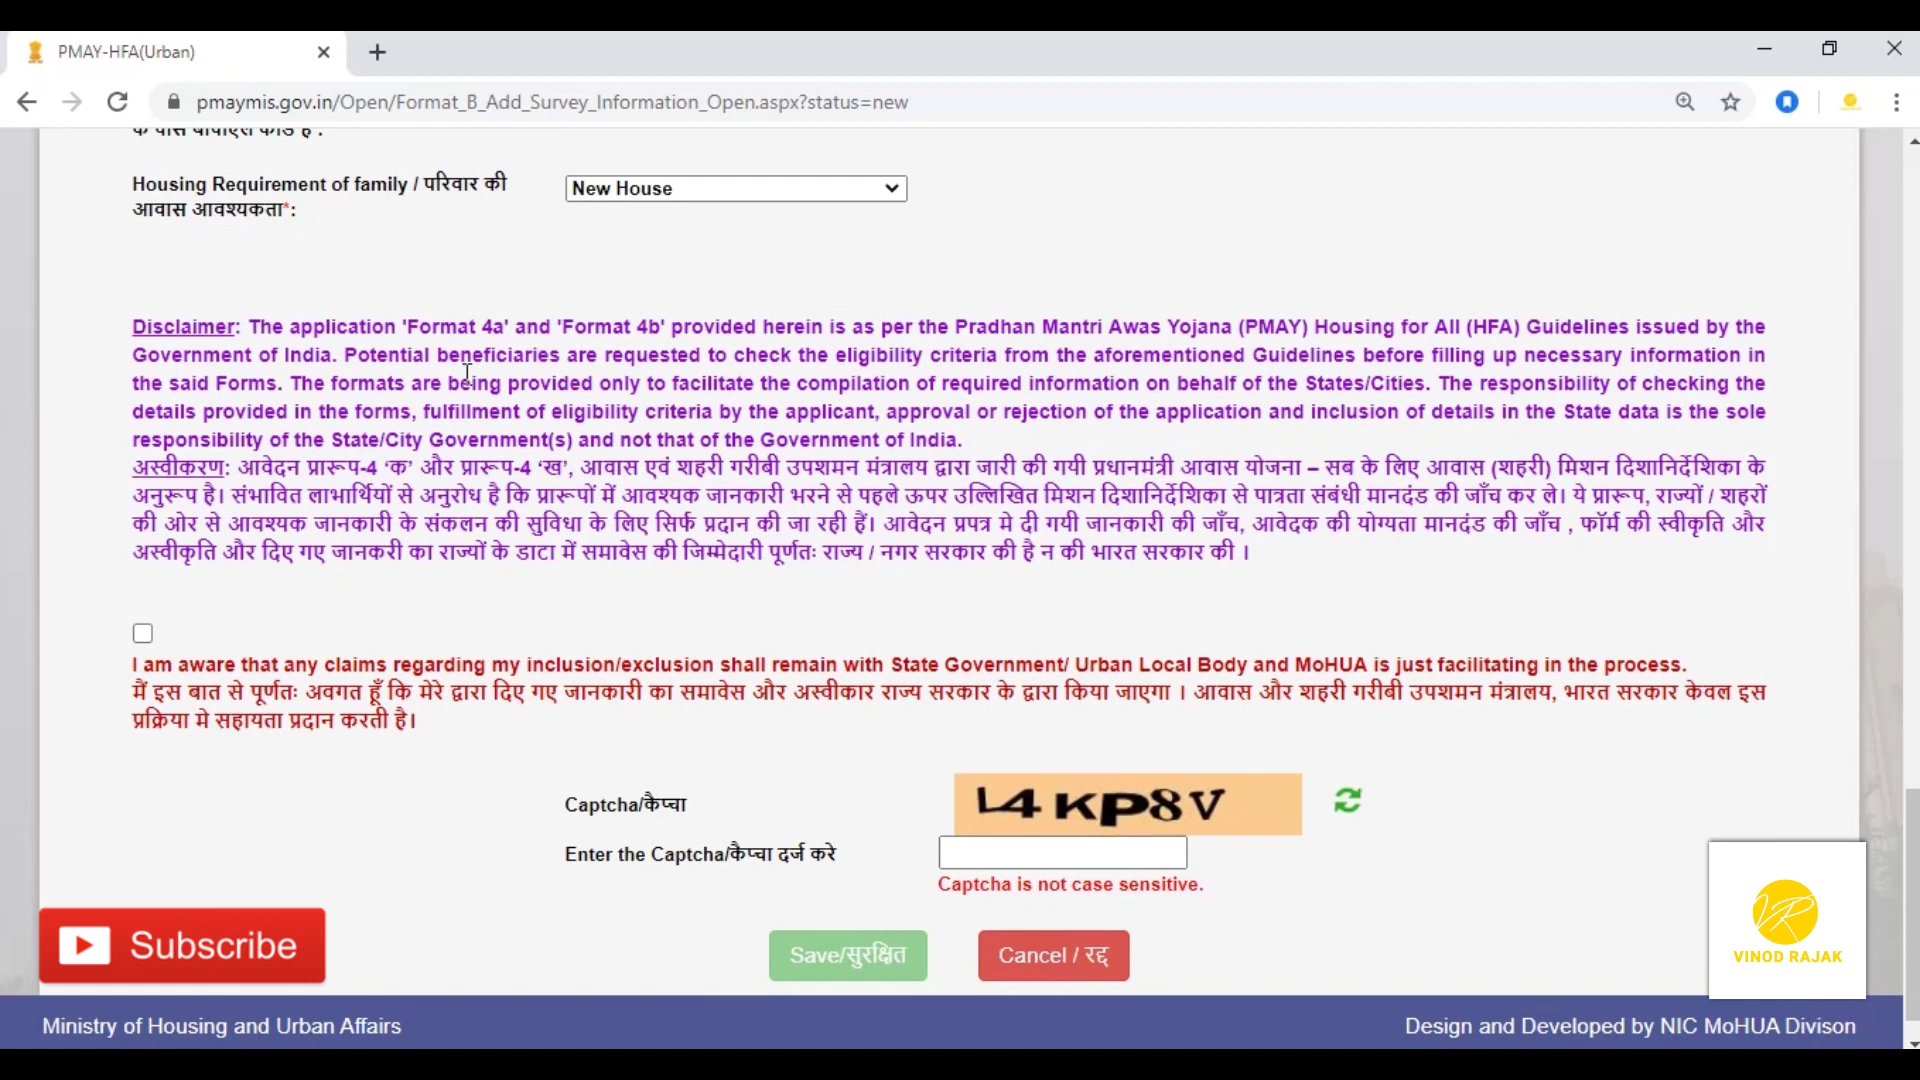 PMAY-HFA(Urban)
pmaymis.gov.in/Open/Format_B_Add_Survey_Information_Open.aspx?status=new
Housing Requirement of family / परिवार की
आवास आवश्यकता*:
New House
Disclaimer: The application 'Format 4a' and 'Format 4b' provided herein is as per the Pradhan Mantri Awas Yojana (PMAY) Housing for All (HFA) Guidelines issued by the
Government of India. Potential beneficiaries are requested to check the eligibility criteria from the aforementioned Guidelines before filling up necessary information in
the said Forms. The formats are being provided only to facilitate the compilation of required information on behalf of the States/Cities. The responsibility of checking the
details provided in the forms, fulfillment of eligibility criteria by the applicant, approval or rejection of the application and inclusion of details in the State data is the sole
responsibility of the State/City Government(s) and not that of the Government of India.
अस्वीकरण: आवेदन प्रारूप-4 ‘क’ और प्रारूप-4 ‘ख’, आवास एवं शहरी गरीबी उपशमन मंत्रालय द्वारा जारी की गयी प्रधानमंत्री आवास योजना – सब के लिए आवास (शहरी) मिशन दिशानिर्देशिका के
अनुरूप है। संभावित लाभार्थियों से अनुरोध है कि प्रारूपों में आवश्यक जानकारी भरने से पहले ऊपर उल्लिखित मिशन दिशानिर्देशिका से पात्रता संबंधी मानदंड की जाँच कर ले। ये प्रारूप, राज्यों / शहरों
की ओर से आवश्यक जानकारी के संकलन की सुविधा के लिए सिर्फ प्रदान की जा रही हैं। आवेदन प्रपत्र मे दी गयी जानकारी की जाँच, आवेदक की योग्यता मानदंड की जाँच , फॉर्म की स्वीकृति और
अस्वीकृति और दिए गए जानकरी का राज्यों के डाटा में समावेस की जिम्मेदारी पूर्णतः राज्य / नगर सरकार की है न की भारत सरकार की ।
I am aware that any claims regarding my inclusion/exclusion shall remain with State Government/ Urban Local Body and MoHUA is just facilitating in the process.
मैं इस बात से पूर्णतः अवगत हूँ कि मेरे द्वारा दिए गए जानकारी का समावेस और अस्वीकार राज्य सरकार के द्वारा किया जाएगा । आवास और शहरी गरीबी उपशमन मंत्रालय, भारत सरकार केवल इस
प्रक्रिया मे सहायता प्रदान करती है।
Captcha/कैप्चा
L4KP8V
Enter the Captcha/कैप्चा दर्ज करे
Captcha is not case sensitive.
Subscribe
Save/सुरक्षित
Cancel / रद्द
VR
VINOD RAJAK
Ministry of Housing and Urban Affairs
Design and Developed by NIC MoHUA Divison